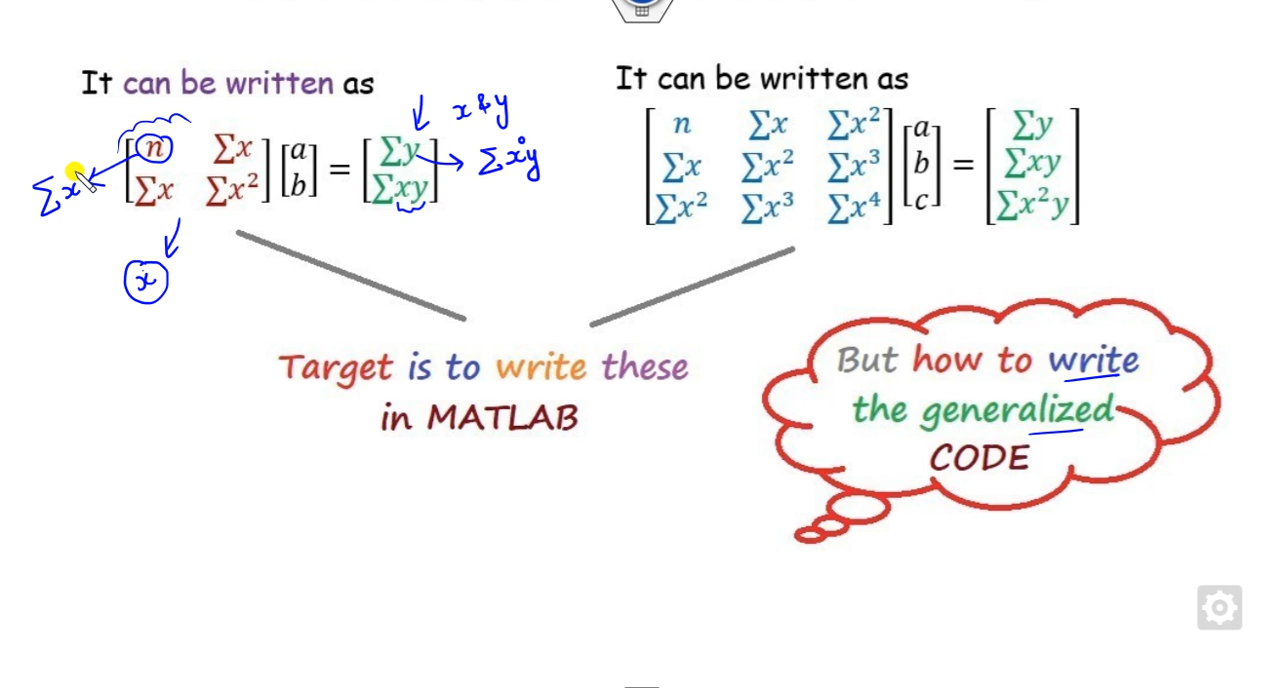 It can be written as
x & y
[n Σx; Σx Σx²] [a; b] = [Σy; Σxy]
Σx
Σx⁰y
x
It can be written as
[n Σx Σx²; Σx Σx² Σx³; Σx² Σx³ Σx⁴] [a; b; c] = [Σy; Σxy; Σx²y]
Target is to write these
in MATLAB
But how to write
the generalized
CODE